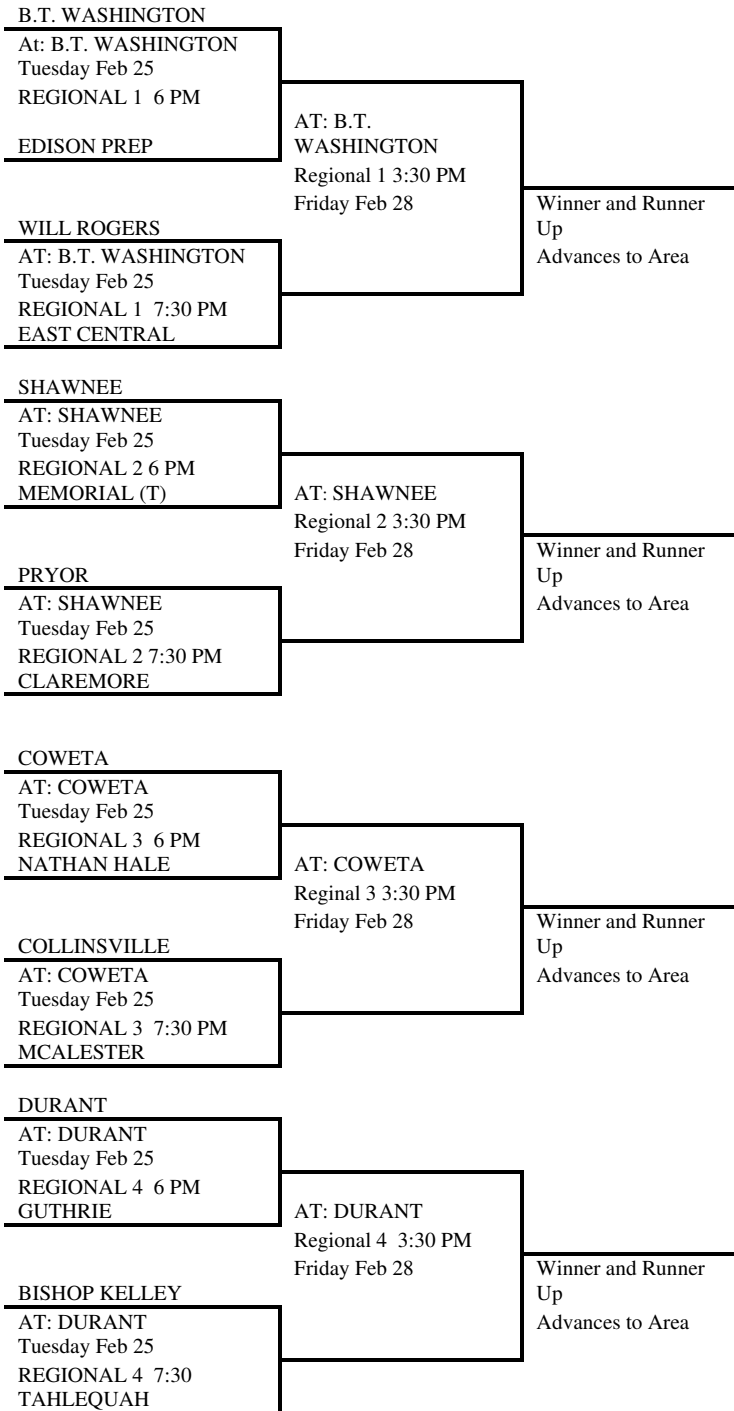 B.T. WASHINGTON
At: B.T. WASHINGTON
Tuesday Feb 25
REGIONAL 1 6 PM
EDISON PREP
AT: B.T.
WASHINGTON
Regional 1 3:30 PM
Friday Feb 28
Winner and Runner
Up
Advances to Area
WILL ROGERS
AT: B.T. WASHINGTON
Tuesday Feb 25
REGIONAL 1 7:30 PM
EAST CENTRAL
SHAWNEE
AT: SHAWNEE
Tuesday Feb 25
REGIONAL 2 6 PM
MEMORIAL (T)
AT: SHAWNEE
Regional 2 3:30 PM
Friday Feb 28
Winner and Runner
Up
Advances to Area
PRYOR
AT: SHAWNEE
Tuesday Feb 25
REGIONAL 2 7:30 PM
CLAREMORE
COWETA
AT: COWETA
Tuesday Feb 25
REGIONAL 3 6 PM
NATHAN HALE
AT: COWETA
Reginal 3 3:30 PM
Friday Feb 28
Winner and Runner
Up
Advances to Area
COLLINSVILLE
AT: COWETA
Tuesday Feb 25
REGIONAL 3 7:30 PM
MCALESTER
DURANT
AT: DURANT
Tuesday Feb 25
REGIONAL 4 6 PM
GUTHRIE
AT: DURANT
Regional 4 3:30 PM
Friday Feb 28
Winner and Runner
Up
Advances to Area
BISHOP KELLEY
AT: DURANT
Tuesday Feb 25
REGIONAL 4 7:30
TAHLEQUAH